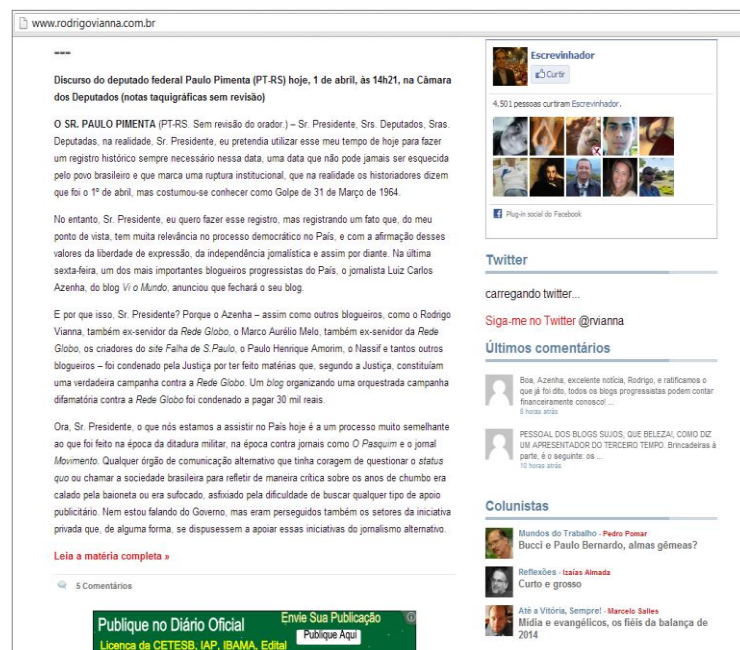 www.rodrigovianna.com.br
===
Discurso do deputado federal Paulo Pimenta (PT-RS) hoje, 1 de abril, às 14h21, na Câmara
dos Deputados (notas taquigráficas sem revisão)
O SR. PAULO PIMENTA (PT-RS. Sem revisão do orador.) – Sr. Presidente, Srs. Deputados, Sras.
Deputadas, na realidade, Sr. Presidente, eu pretendia utilizar esse meu tempo de hoje para fazer
um registro histórico sempre necessário nessa data, uma data que não pode jamais ser esquecida
pelo povo brasileiro e que marca uma ruptura institucional, que na realidade os historiadores dizem
que foi o 1º de abril, mas costumou-se conhecer como Golpe de 31 de Março de 1964.
No entanto, Sr. Presidente, eu quero fazer esse registro, mas registrando um fato que, do meu
ponto de vista, tem muita relevância no processo democrático no País, e com a afirmação desses
valores da liberdade de expressão, da independência jornalística e assim por diante. Na última
sexta-feira, um dos mais importantes blogueiros progressistas do País, o jornalista Luiz Carlos
Azenha, do blog Vi o Mundo, anunciou que fechará o seu blog.
E por que isso, Sr. Presidente? Porque o Azenha – assim como outros blogueiros, como o Rodrigo
Vianna, também ex-senidor da Rede Globo, o Marco Aurélio Melo, também ex-senidor da Rede
Globo, os criadores do site Falha de S.Paulo, o Paulo Henrique Amorim, o Nassif e tantos outros
blogueiros – foi condenado pela Justiça por ter feito matérias que, segundo a Justiça, constituíam
uma verdadeira campanha contra a Rede Globo. Um blog organizando uma orquestrada campanha
difamatória contra a Rede Globo foi condenado a pagar 30 mil reais.
Ora, Sr. Presidente, o que nós estamos a assistir no País hoje é a um processo muito semelhante
ao que foi feito na época da ditadura militar, na época contra jornais como O Pasquim e o jornal
Movimento. Qualquer órgão de comunicação alternativo que tinha coragem de questionar o status
quo ou chamar a sociedade brasileira para refletir de maneira crítica sobre os anos de chumbo era
calado pela baioneta ou era sufocado, asfixiado pela dificuldade de buscar qualquer tipo de apoio
publicitário. Nem estou falando do Governo, mas eram perseguidos também os setores da iniciativa
privada que, de alguma forma, se dispusessem a apoiar essas iniciativas do jornalismo alternativo.
Leia a matéria completa »
5 Comentários
Publique no Diário Oficial
Licença da CETESB, IAP, IBAMA, Edital
Envie Sua Publicação
Publique Aqui
Escrevinhador
Curtir
4.501 pessoas curtiram Escrevinhador.
Plug-in social do Facebook
Twitter
carregando twitter...
Siga-me no Twitter @rvianna
Últimos comentários
Boa, Azenha, excelente notícia, Rodrigo, e ratificamos o
que já foi dito, todos os blogs progressistas podem contar
financeiramente conosco! ...
8 horas atrás
PESSOAL DOS BLOGS SUJOS, QUE BELEZA!, COMO DIZ
UM APRESENTADOR DO TERCEIRO TEMPO. Brincadeiras à
parte, é o seguinte: os ...
10 horas atrás
Colunistas
Mundos do Trabalho - Pedro Pomar
Bucci e Paulo Bernardo, almas gêmeas?
Reflexões - Izaías Almada
Curto e grosso
Até a Vitória, Sempre! - Marcelo Salles
Mídia e evangélicos, os fiéis da balança de
2014